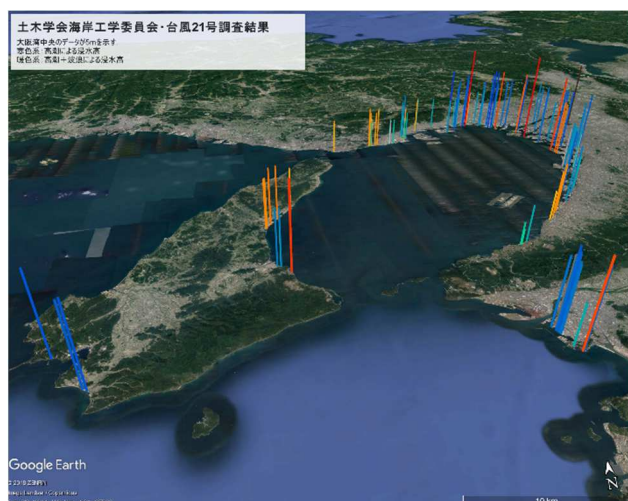 土木学会海岸工学委員会・台風21号調査結果
大阪湾中央のデータが5mを示す
寒色系：高潮による浸水高
暖色系：高潮＋波浪による浸水高
Google Earth
N
10 km